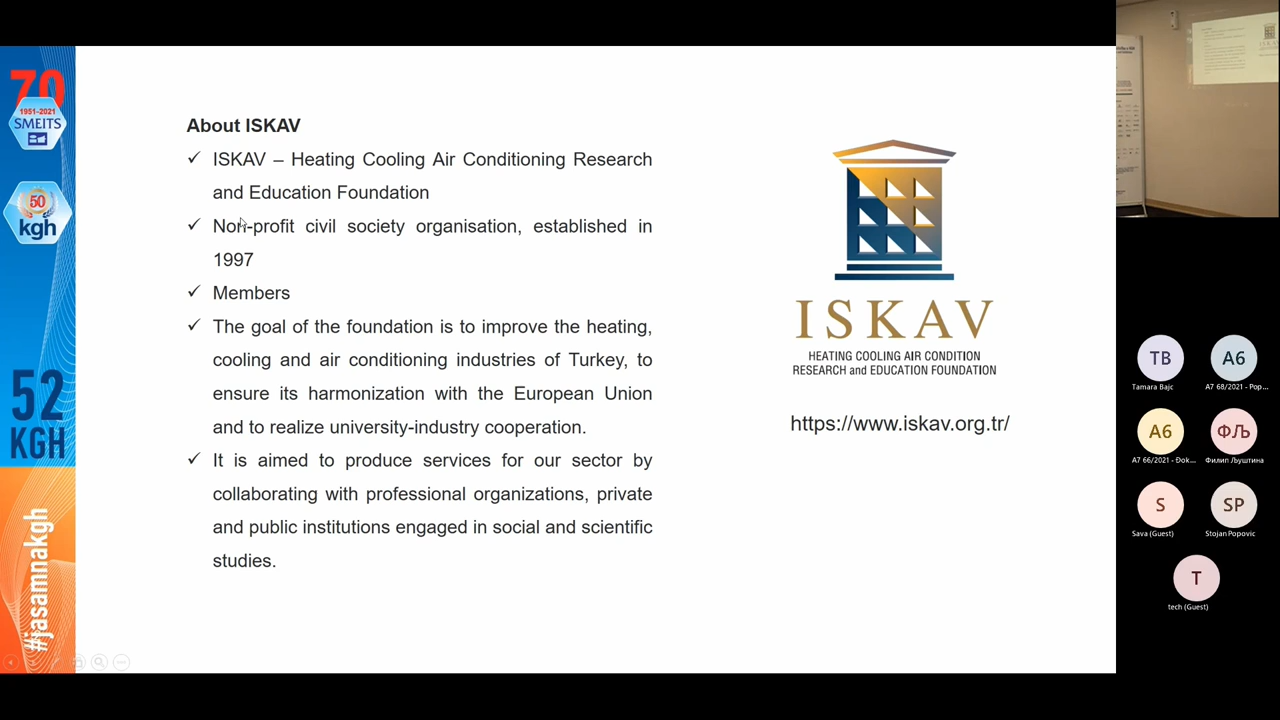 70
1951-2021
SMEITS
50
kgh
52
KGH
#jasamnakgh
About ISKAV
✓ ISKAV – Heating Cooling Air Conditioning Research
and Education Foundation
✓ Non-profit civil society organisation, established in
1997
✓ Members
✓ The goal of the foundation is to improve the heating,
cooling and air conditioning industries of Turkey, to
ensure its harmonization with the European Union
and to realize university-industry cooperation.
✓ It is aimed to produce services for our sector by
collaborating with professional organizations, private
and public institutions engaged in social and scientific
studies.
ISKAV
HEATING COOLING AIR CONDITION
RESEARCH and EDUCATION FOUNDATION
https://www.iskav.org.tr/
TB
Tamara Bajc
A6
A7 68/2021 - Pop...
A6
A7 66/2021 - Đok...
ФЉ
Филип Љуштина
S
Sava (Guest)
SP
Stojan Popovic
T
tech (Guest)